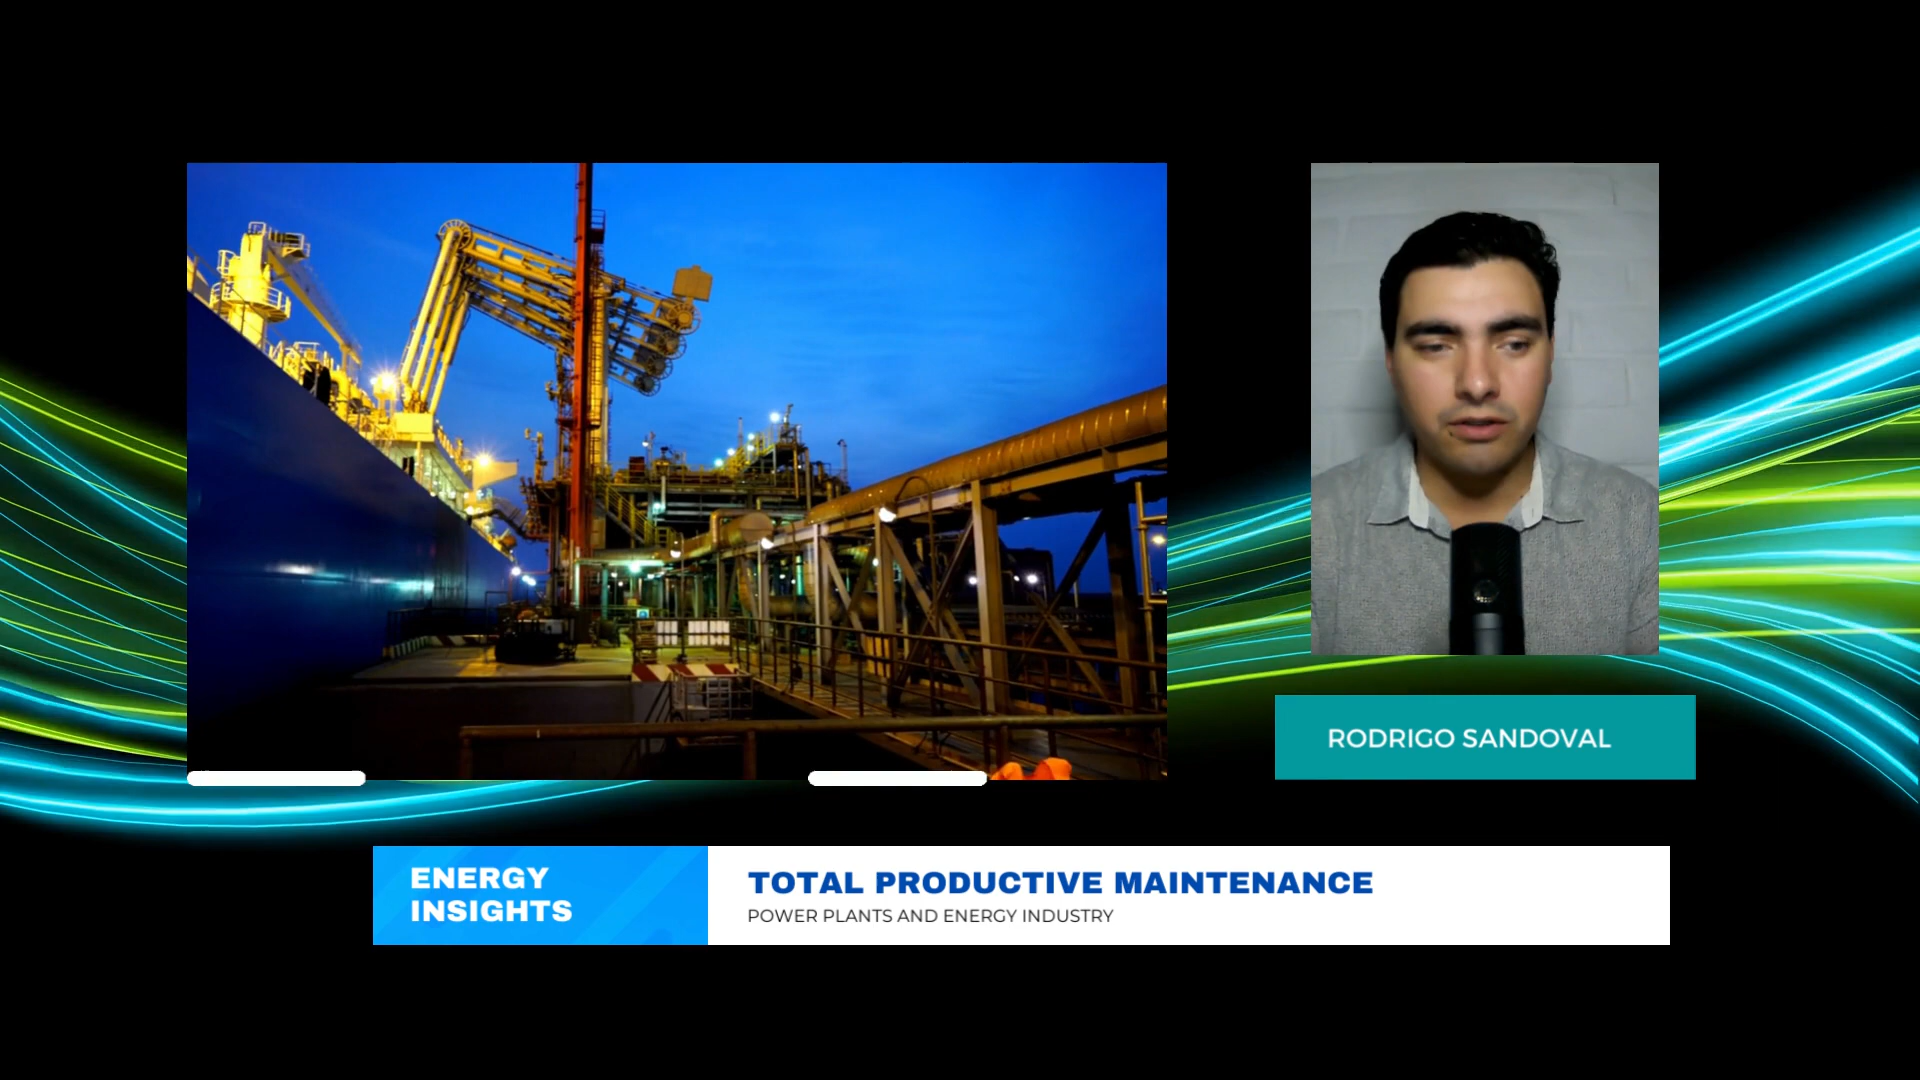 RODRIGO SANDOVAL
ENERGY
INSIGHTS
TOTAL PRODUCTIVE MAINTENANCE
POWER PLANTS AND ENERGY INDUSTRY